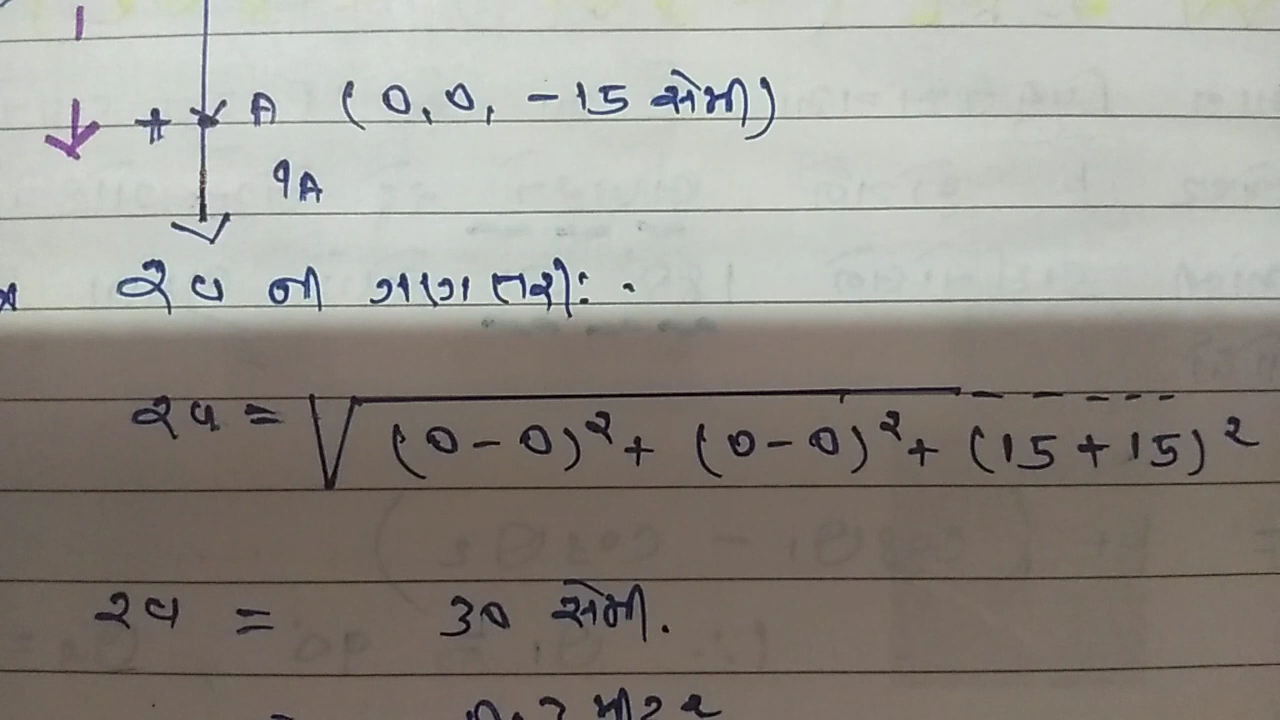 + A (0, 0, -15 સેમી)
qA
2a ની ગણતરી:-
2a = √(0-0)² + (0-0)² + (15+15)²
2a = 30 સેમી.